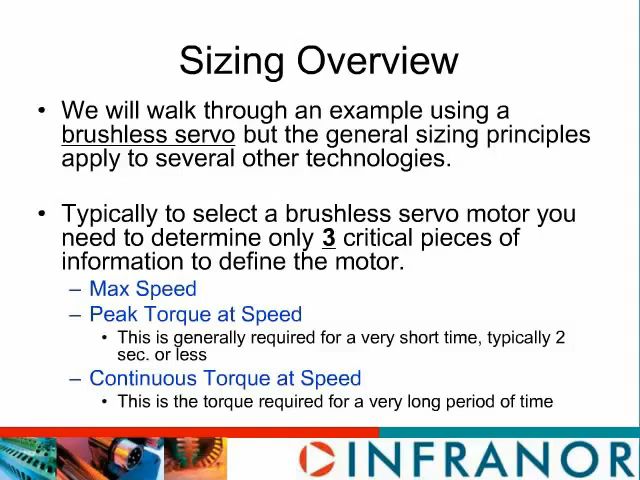 Sizing Overview
• We will walk through an example using a
brushless servo but the general sizing principles
apply to several other technologies.
• Typically to select a brushless servo motor you
need to determine only 3 critical pieces of
information to define the motor.
– Max Speed
– Peak Torque at Speed
• This is generally required for a very short time, typically 2
sec. or less
– Continuous Torque at Speed
• This is the torque required for a very long period of time
INFRANOR